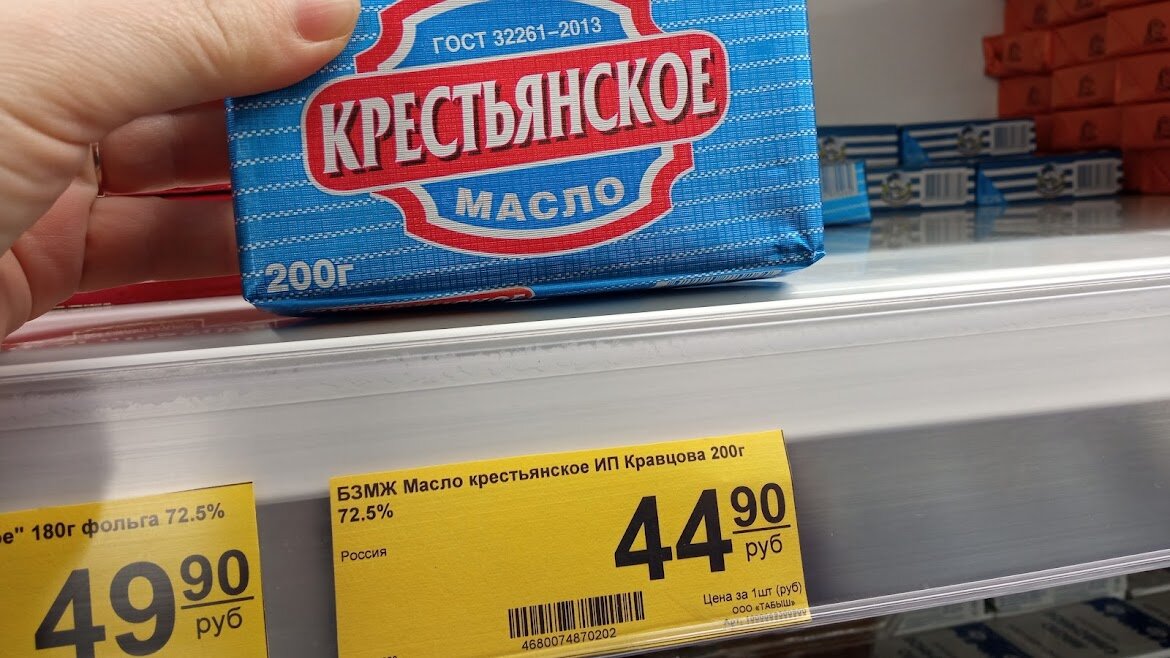 ГОСТ 32261-2013
КРЕСТЬЯНСКОЕ
МАСЛО
200г
БЗМЖ Масло крестьянское ИП Кравцова 200г
72.5%
Россия
44 90
руб
Цена за 1шт (руб)
ООО «ТАБЫШ»
4680074870202
ое" 180г фольга 72.5%
49 90
руб